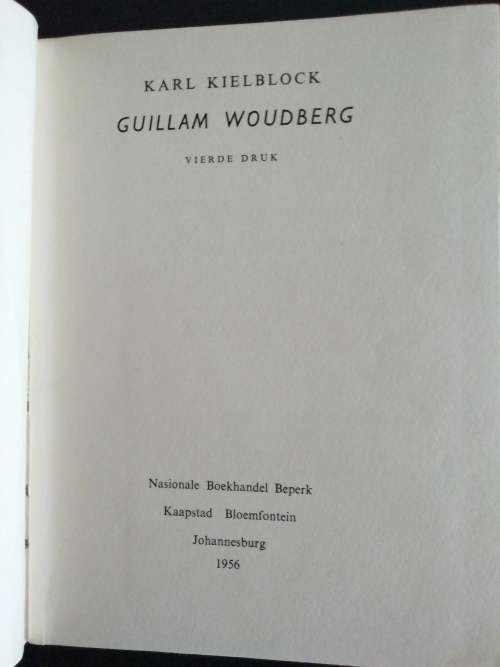 KARL KIELBLOCK
GUILLAM WOUDBERG
VIERDE DRUK
Nasionale Boekhandel Beperk
Kaapstad Bloemfontein
Johannesburg
1956